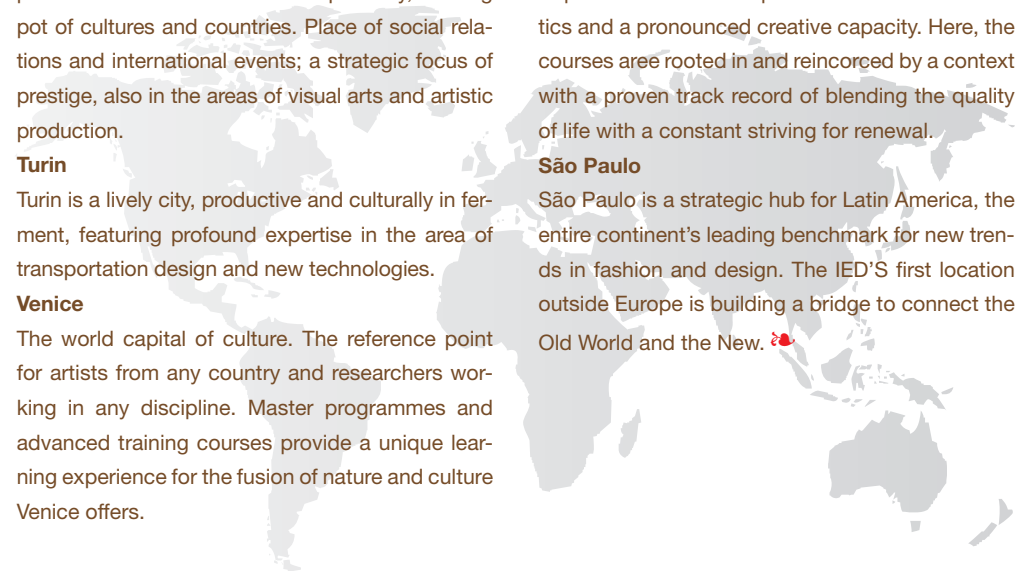 pot of cultures and countries. Place of social rela-
tions and international events; a strategic focus of
prestige, also in the areas of visual arts and artistic
production.
Turin
Turin is a lively city, productive and culturally in fer-
ment, featuring profound expertise in the area of
transportation design and new technologies.
Venice
The world capital of culture. The reference point
for artists from any country and researchers wor-
king in any discipline. Master programmes and
advanced training courses provide a unique lear-
ning experience for the fusion of nature and culture
Venice offers.
tics and a pronounced creative capacity. Here, the
courses aree rooted in and reincorced by a context
with a proven track record of blending the quality
of life with a constant striving for renewal.
São Paulo
São Paulo is a strategic hub for Latin America, the
entire continent’s leading benchmark for new tren-
ds in fashion and design. The IED’S first location
outside Europe is building a bridge to connect the
Old World and the New. ❧